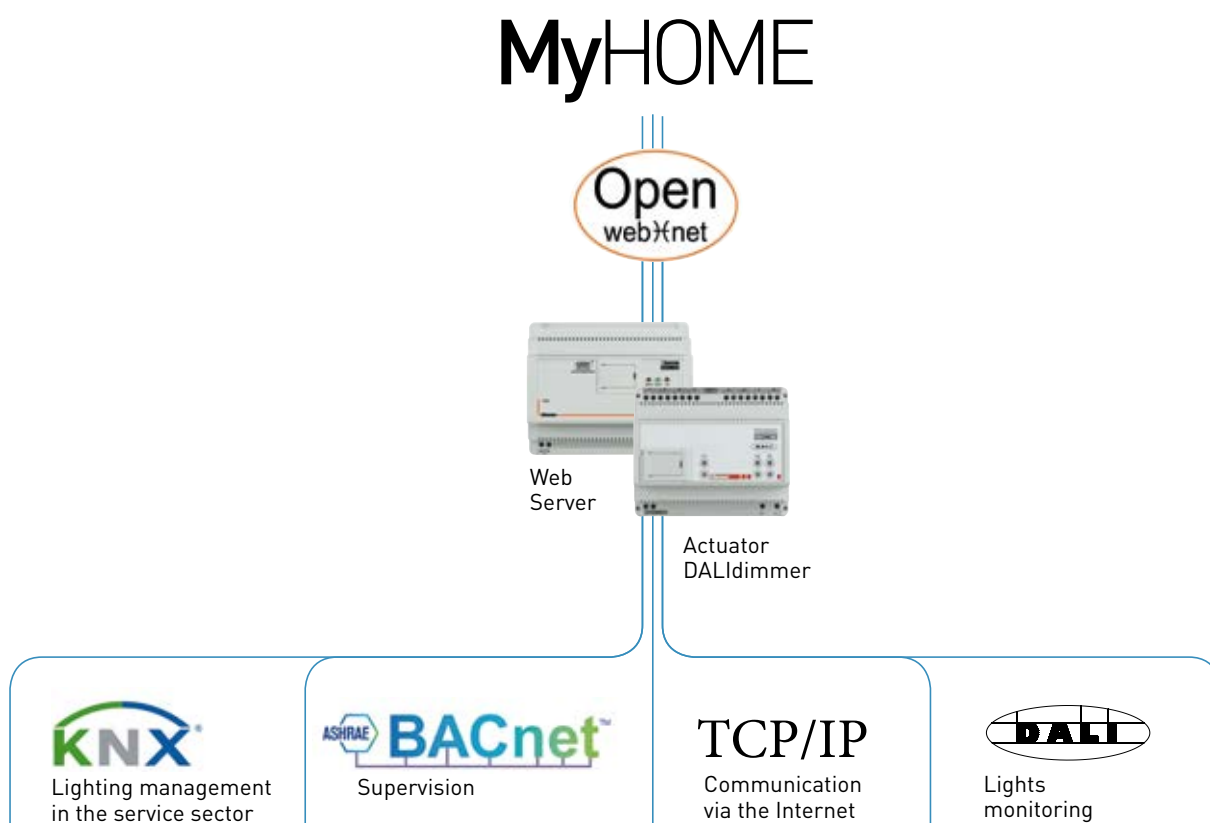 MyHOME
Open
web net
Web
Server
Actuator
DALIdimmer
KNX
Lighting management
in the service sector
ASHRAE BACnet™
Supervision
TCP/IP
Communication
via the Internet
DALI
Lights
monitoring